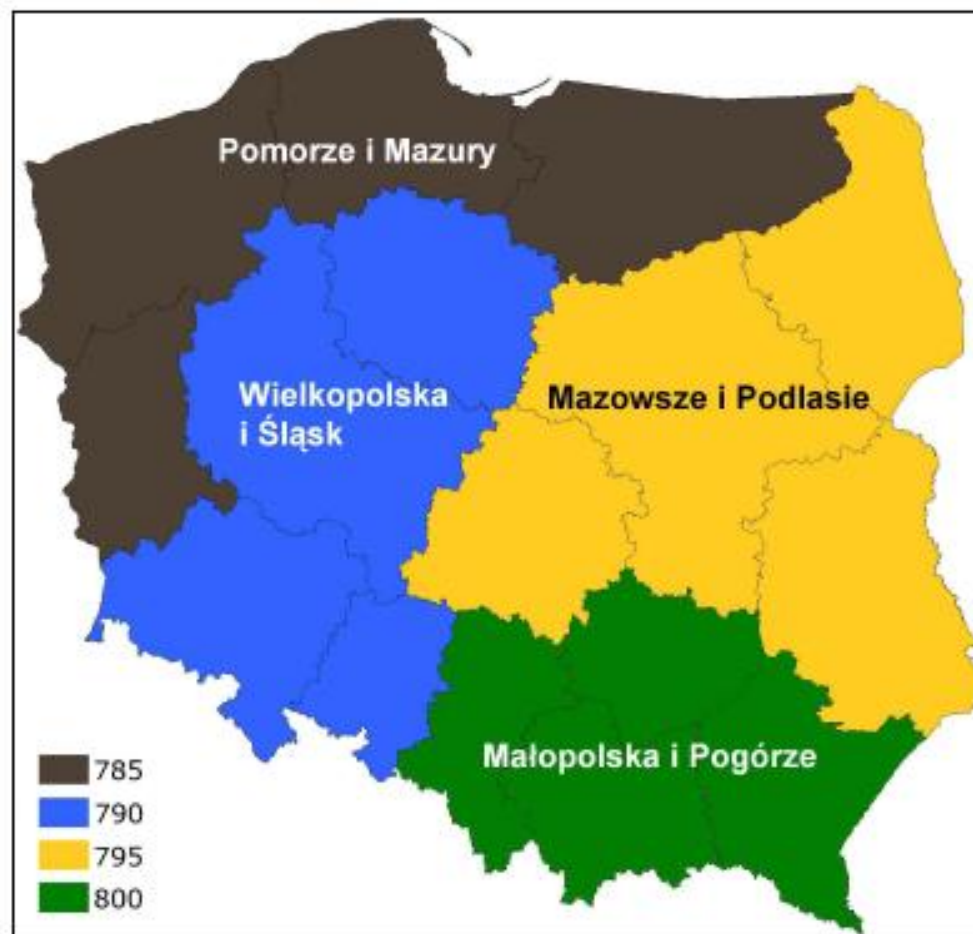 Pomorze i Mazury
Wielkopolska
i Śląsk
Mazowsze i Podlasie
Małopolska i Pogórze
785
790
795
800